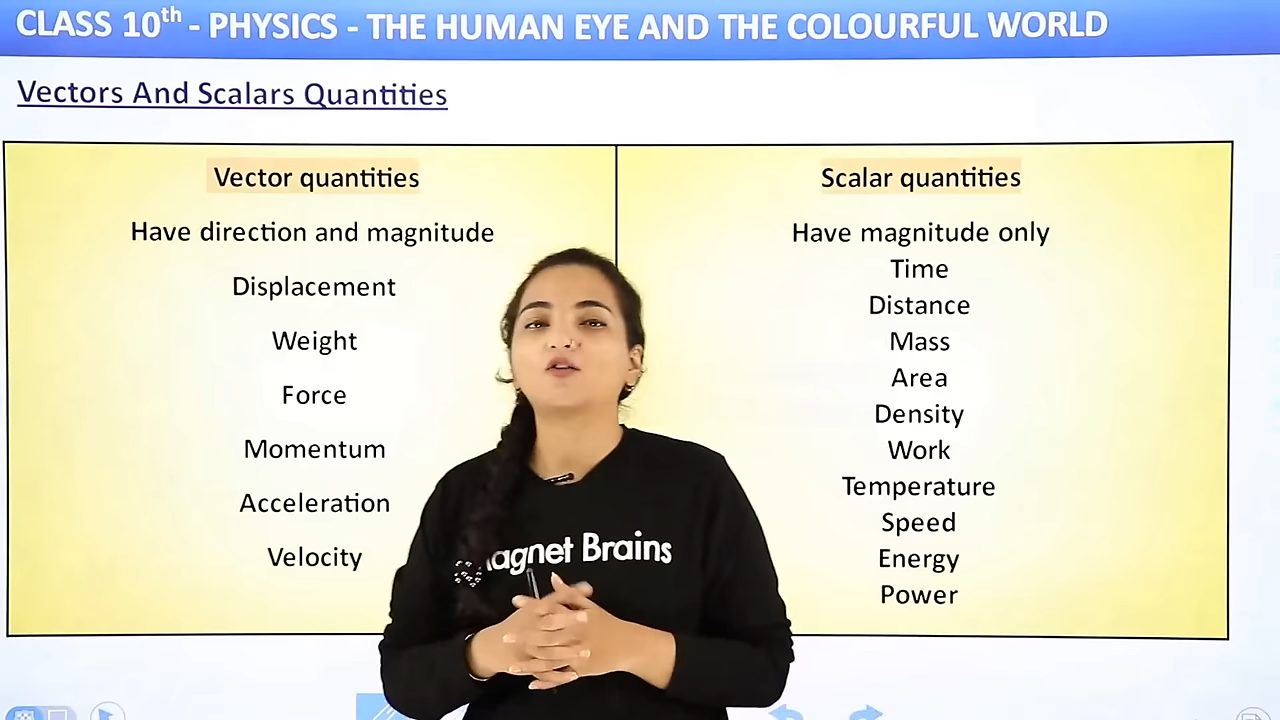 CLASS 10th - PHYSICS - THE HUMAN EYE AND THE COLOURFUL WORLD
Vectors And Scalars Quantities
Vector quantities
Have direction and magnitude
Displacement
Weight
Force
Momentum
Acceleration
Velocity
Scalar quantities
Have magnitude only
Time
Distance
Mass
Area
Density
Work
Temperature
Speed
Energy
Power
agnet Brains